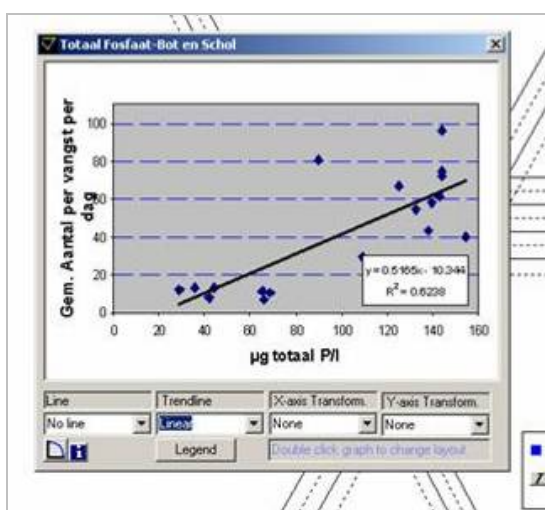 Totaal Fosfaat-Bot en Schol
Gem. Aantal per vangst per
dag
100
80
60
40
20
0
y = 0.5165x - 10.344
R² = 0.6238
0 20 40 60 80 100 120 140 160
µg totaal P/l
Line Trendline X-axis Transform. Y-axis Transform.
No line Linear None None
Legend Double click graph to change layout